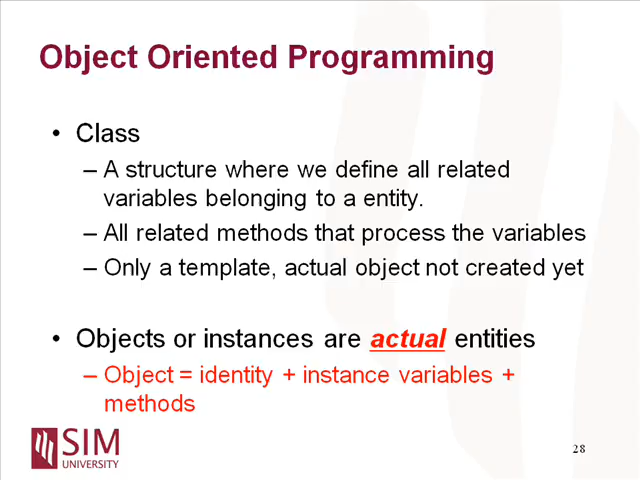 Object Oriented Programming
• Class
– A structure where we define all related
variables belonging to a entity.
– All related methods that process the variables
– Only a template, actual object not created yet
• Objects or instances are actual entities
– Object = identity + instance variables +
methods
SIM
UNIVERSITY
28